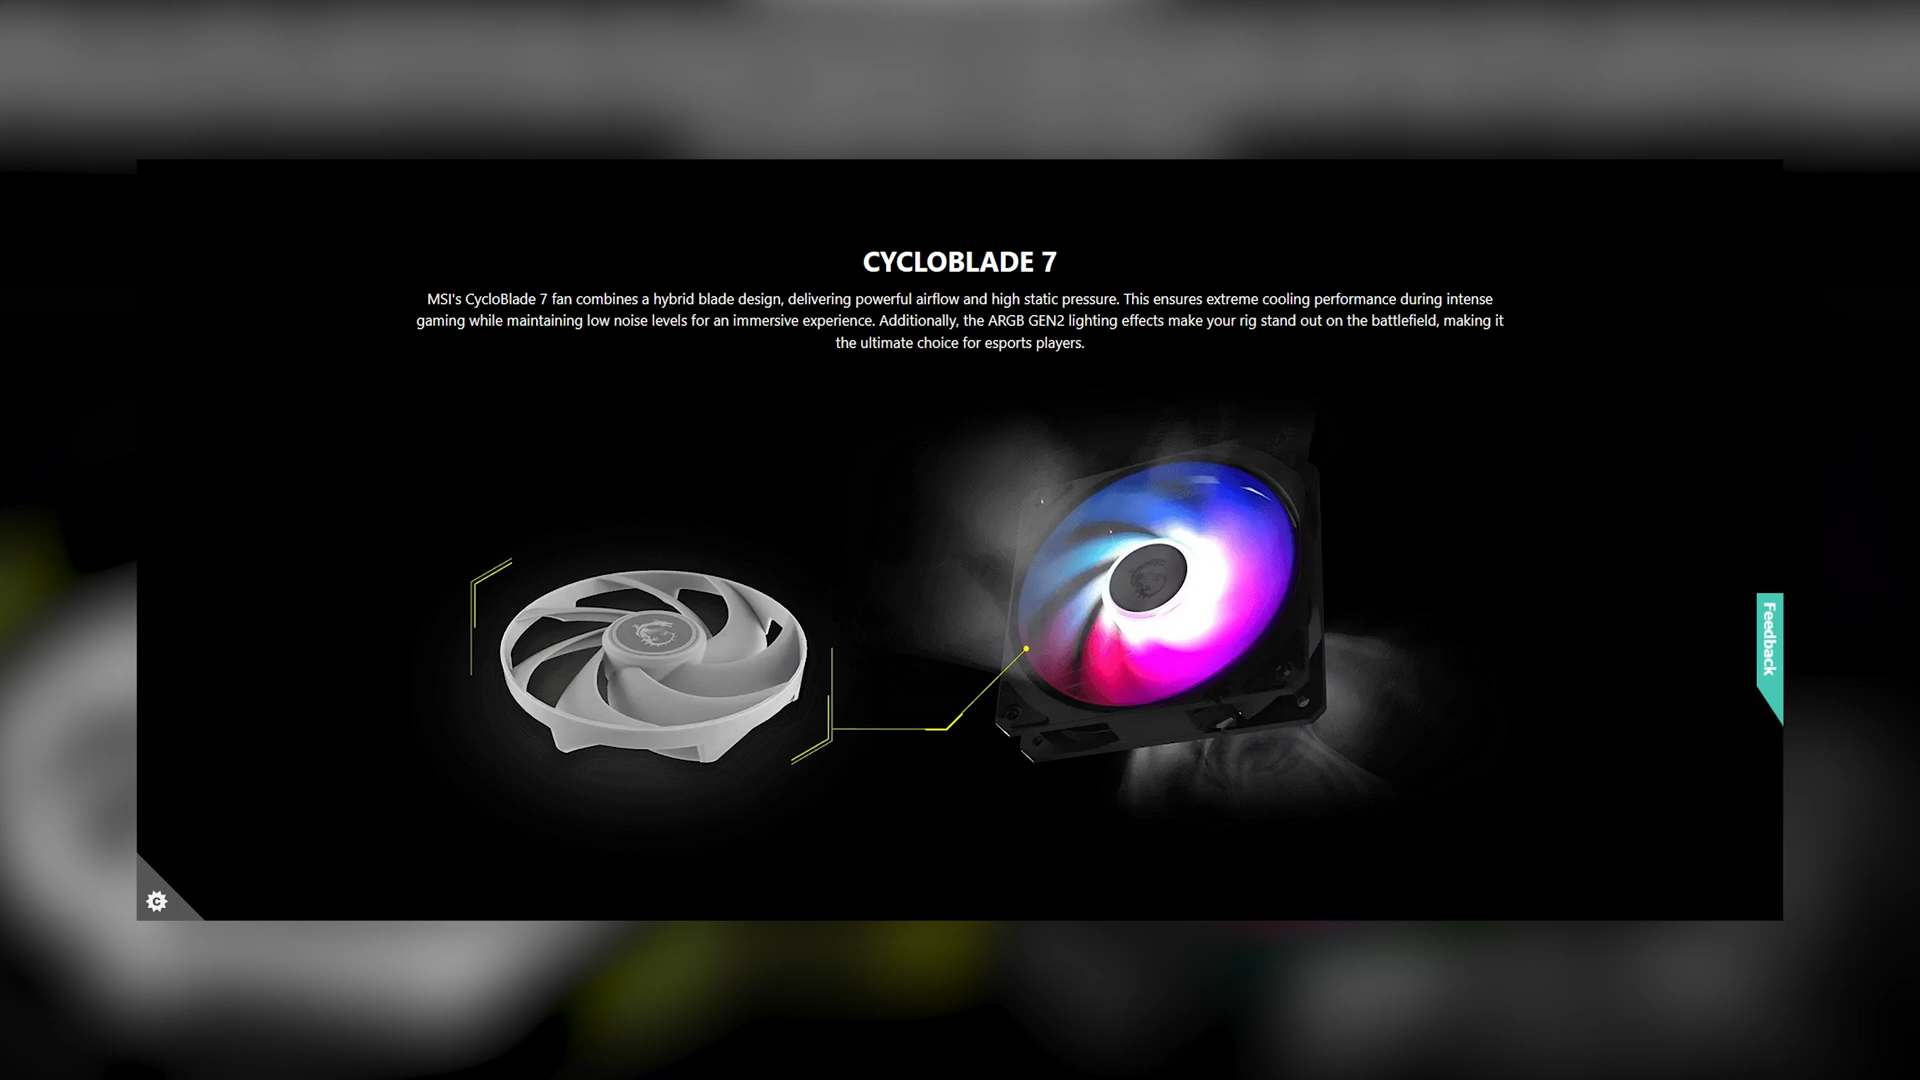 CYCLOBLADE 7
MSI's CycloBlade 7 fan combines a hybrid blade design, delivering powerful airflow and high static pressure. This ensures extreme cooling performance during intense
gaming while maintaining low noise levels for an immersive experience. Additionally, the ARGB GEN2 lighting effects make your rig stand out on the battlefield, making it
the ultimate choice for esports players.
Feedback
C